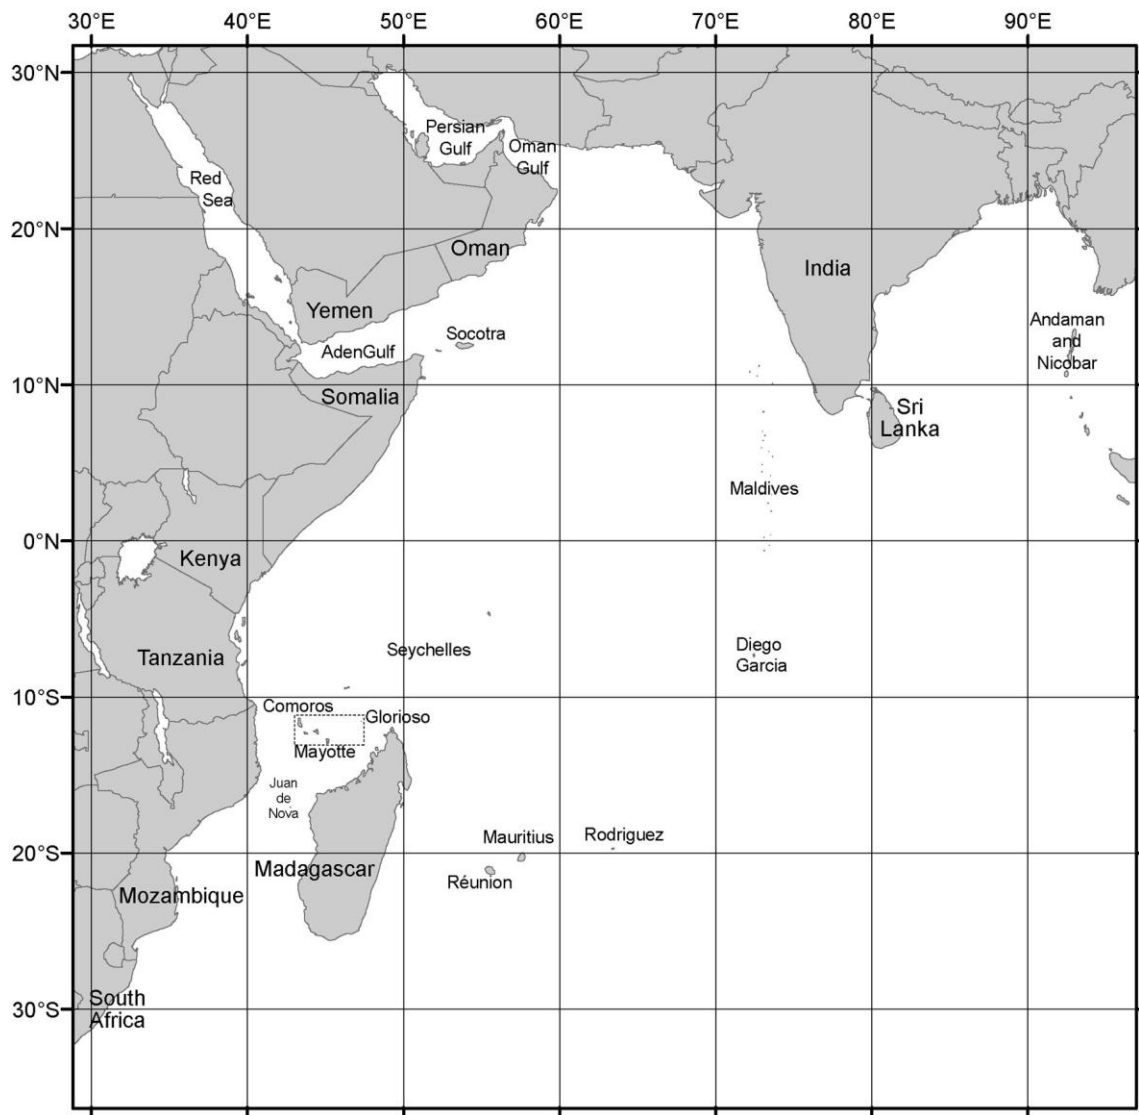 30°E 40°E 50°E 60°E 70°E 80°E 90°E
30°N
Persian
Gulf
Oman
Gulf
Red
Sea
20°N
Oman
India
Yemen
Andaman
and
Nicobar
Socotra
AdenGulf
10°N
Somalia
Sri
Lanka
Maldives
0°N
Kenya
Diego
Garcia
Seychelles
Tanzania
10°S
Comoros
Glorioso
Mayotte
Juan
de
Nova
Mauritius
Rodriguez
20°S
Madagascar
Réunion
Mozambique
South
Africa
30°S